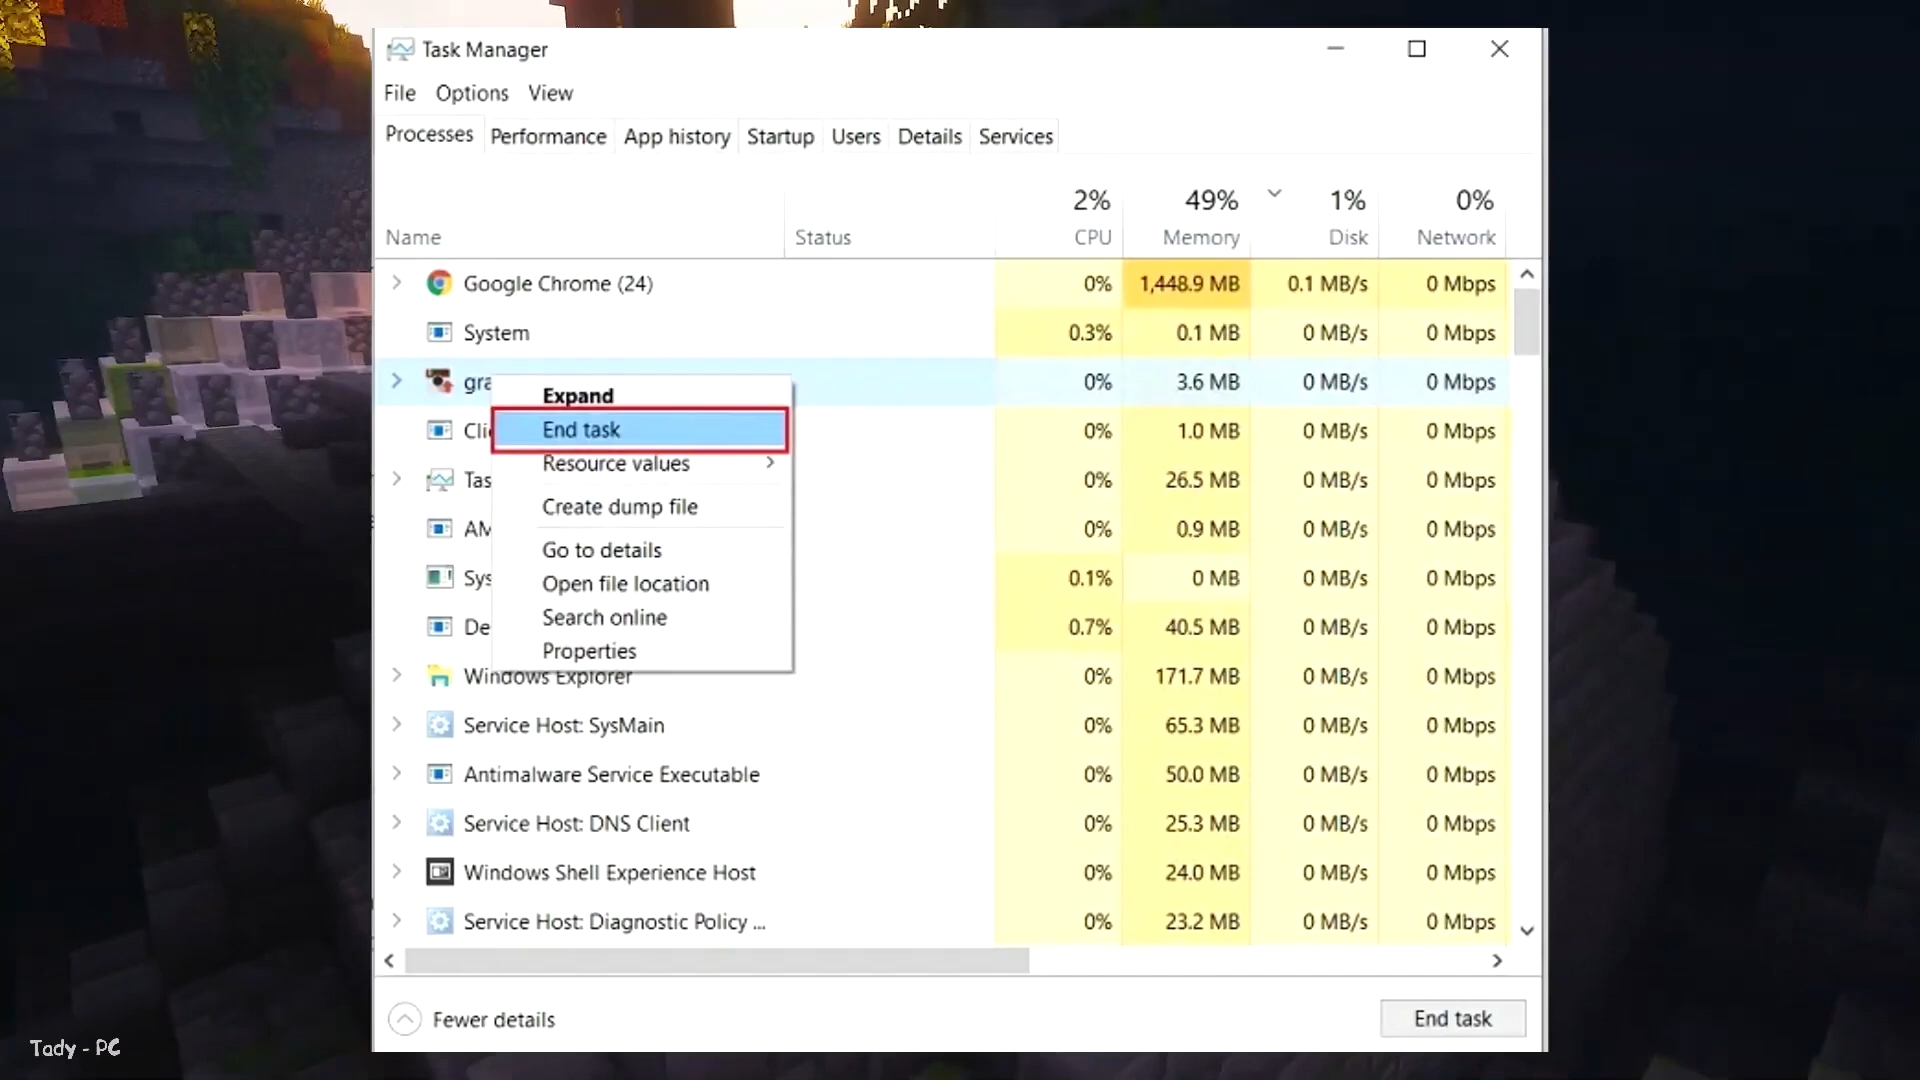 Task Manager
File Options View
Processes Performance App history Startup Users Details Services
2% 49% 1% 0%
Name Status CPU Memory Disk Network
Google Chrome (24) 0% 1,448.9 MB 0.1 MB/s 0 Mbps
System 0.3% 0.1 MB 0 MB/s 0 Mbps
gra 0% 3.6 MB 0 MB/s 0 Mbps
Expand
End task
Resource values
Create dump file
Go to details
Open file location
Search online
Properties
Cli 0% 1.0 MB 0 MB/s 0 Mbps
Tas 0% 26.5 MB 0 MB/s 0 Mbps
AM 0% 0.9 MB 0 MB/s 0 Mbps
Sys 0.1% 0 MB 0 MB/s 0 Mbps
De 0.7% 40.5 MB 0 MB/s 0 Mbps
Windows Explorer 0% 171.7 MB 0 MB/s 0 Mbps
Service Host: SysMain 0% 65.3 MB 0 MB/s 0 Mbps
Antimalware Service Executable 0% 50.0 MB 0 MB/s 0 Mbps
Service Host: DNS Client 0% 25.3 MB 0 MB/s 0 Mbps
Windows Shell Experience Host 0% 24.0 MB 0 MB/s 0 Mbps
Service Host: Diagnostic Policy ... 0% 23.2 MB 0 MB/s 0 Mbps
Fewer details End task
Tady - PC